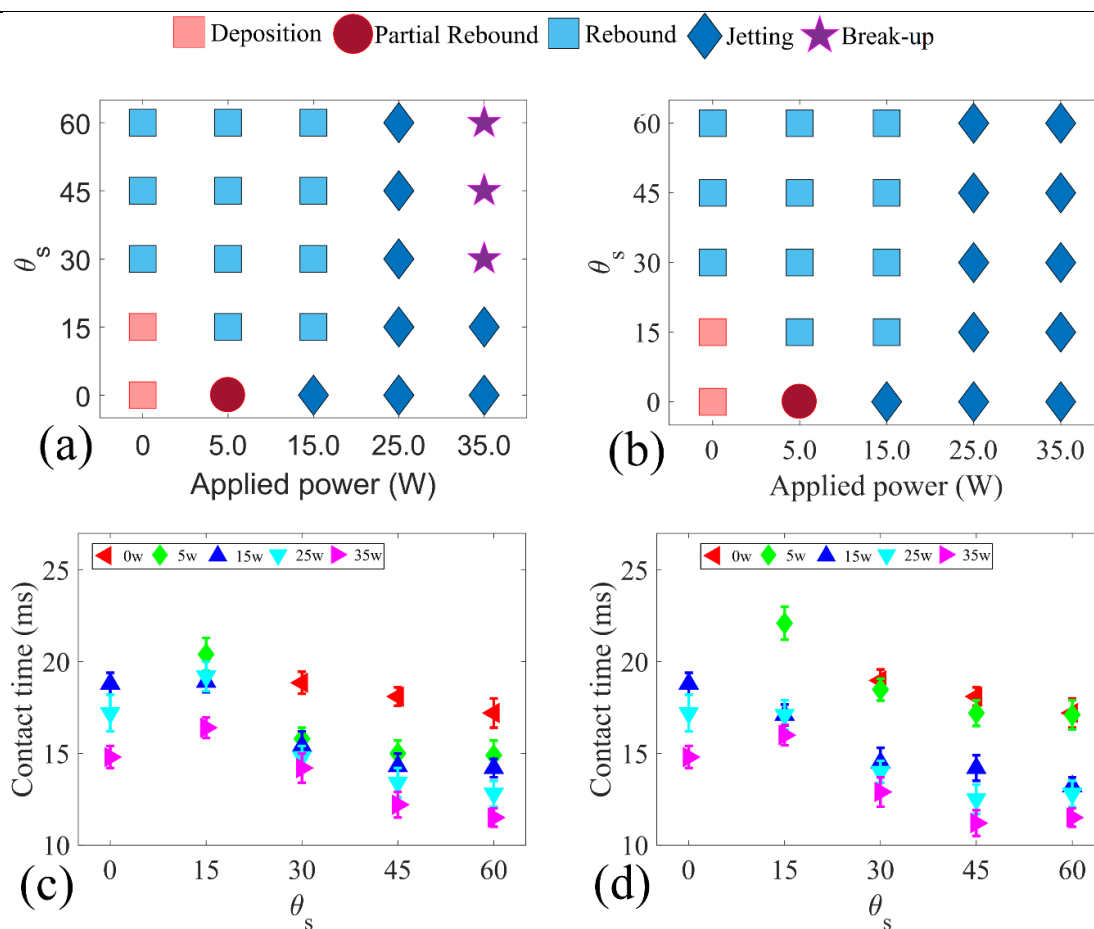 Deposition Partial Rebound Rebound Jetting Break-up
60
45
30
15
0
θs
0 5.0 15.0 25.0 35.0
Applied power (W)
(a)
60
45
30
15
0
θs
0 5.0 15.0 25.0 35.0
Applied power (W)
(b)
0w 5w 15w 25w 35w
25
20
15
10
Contact time (ms)
0 15 30 45 60
θs
(c)
0w 5w 15w 25w 35w
25
20
15
10
Contact time (ms)
0 15 30 45 60
θs
(d)